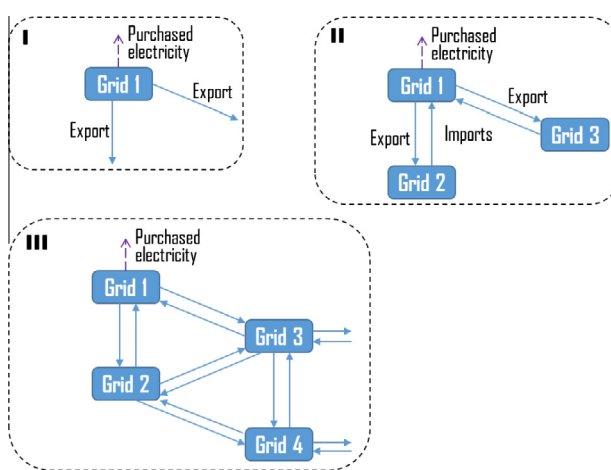 I
Purchased
electricity
Grid 1
Export
Export
II
Purchased
electricity
Grid 1
Export
Export
Imports
Grid 3
Grid 2
III
Purchased
electricity
Grid 1
Grid 3
Grid 2
Grid 4